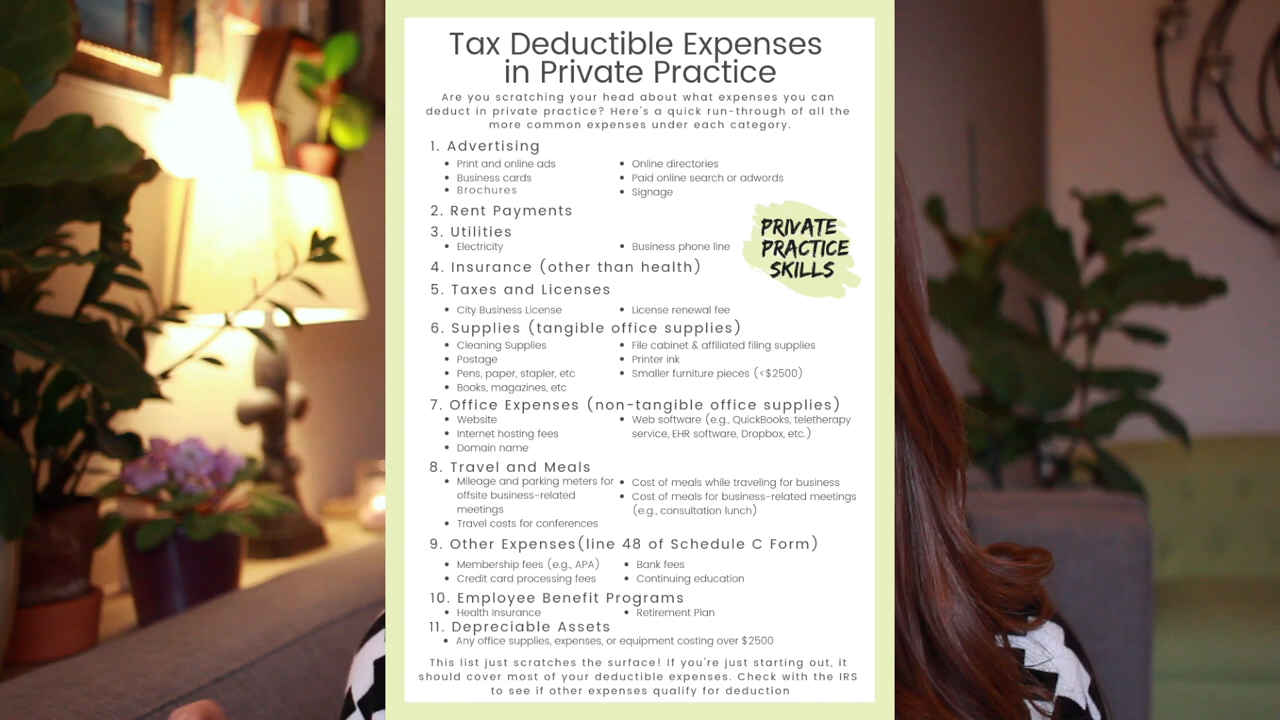 Tax Deductible Expenses
in Private Practice
Are you scratching your head about what expenses you can
deduct in private practice? Here's a quick run-through of all the
more common expenses under each category.
1. Advertising
• Print and online ads
• Business cards
• Brochures
• Online directories
• Paid online search or adwords
• Signage
2. Rent Payments
3. Utilities
• Electricity
• Business phone line
PRIVATE
PRACTICE
SKILLS
4. Insurance (other than health)
5. Taxes and Licenses
• City Business License
• License renewal fee
6. Supplies (tangible office supplies)
• Cleaning Supplies
• Postage
• Pens, paper, stapler, etc
• Books, magazines, etc
• File cabinet & affiliated filing supplies
• Printer ink
• Smaller furniture pieces (<$2500)
7. Office Expenses (non-tangible office supplies)
• Website
• Internet hosting fees
• Domain name
• Web software (e.g., QuickBooks, teletherapy
service, EHR software, Dropbox, etc.)
8. Travel and Meals
• Mileage and parking meters for
offsite business-related
meetings
• Travel costs for conferences
• Cost of meals while traveling for business
• Cost of meals for business-related meetings
(e.g., consultation lunch)
9. Other Expenses(line 48 of Schedule C Form)
• Membership fees (e.g., APA)
• Credit card processing fees
• Bank fees
• Continuing education
10. Employee Benefit Programs
• Health Insurance
• Retirement Plan
11. Depreciable Assets
• Any office supplies, expenses, or equipment costing over $2500
This list just scratches the surface! If you're just starting out, it
should cover most of your deductible expenses. Check with the IRS
to see if other expenses qualify for deduction